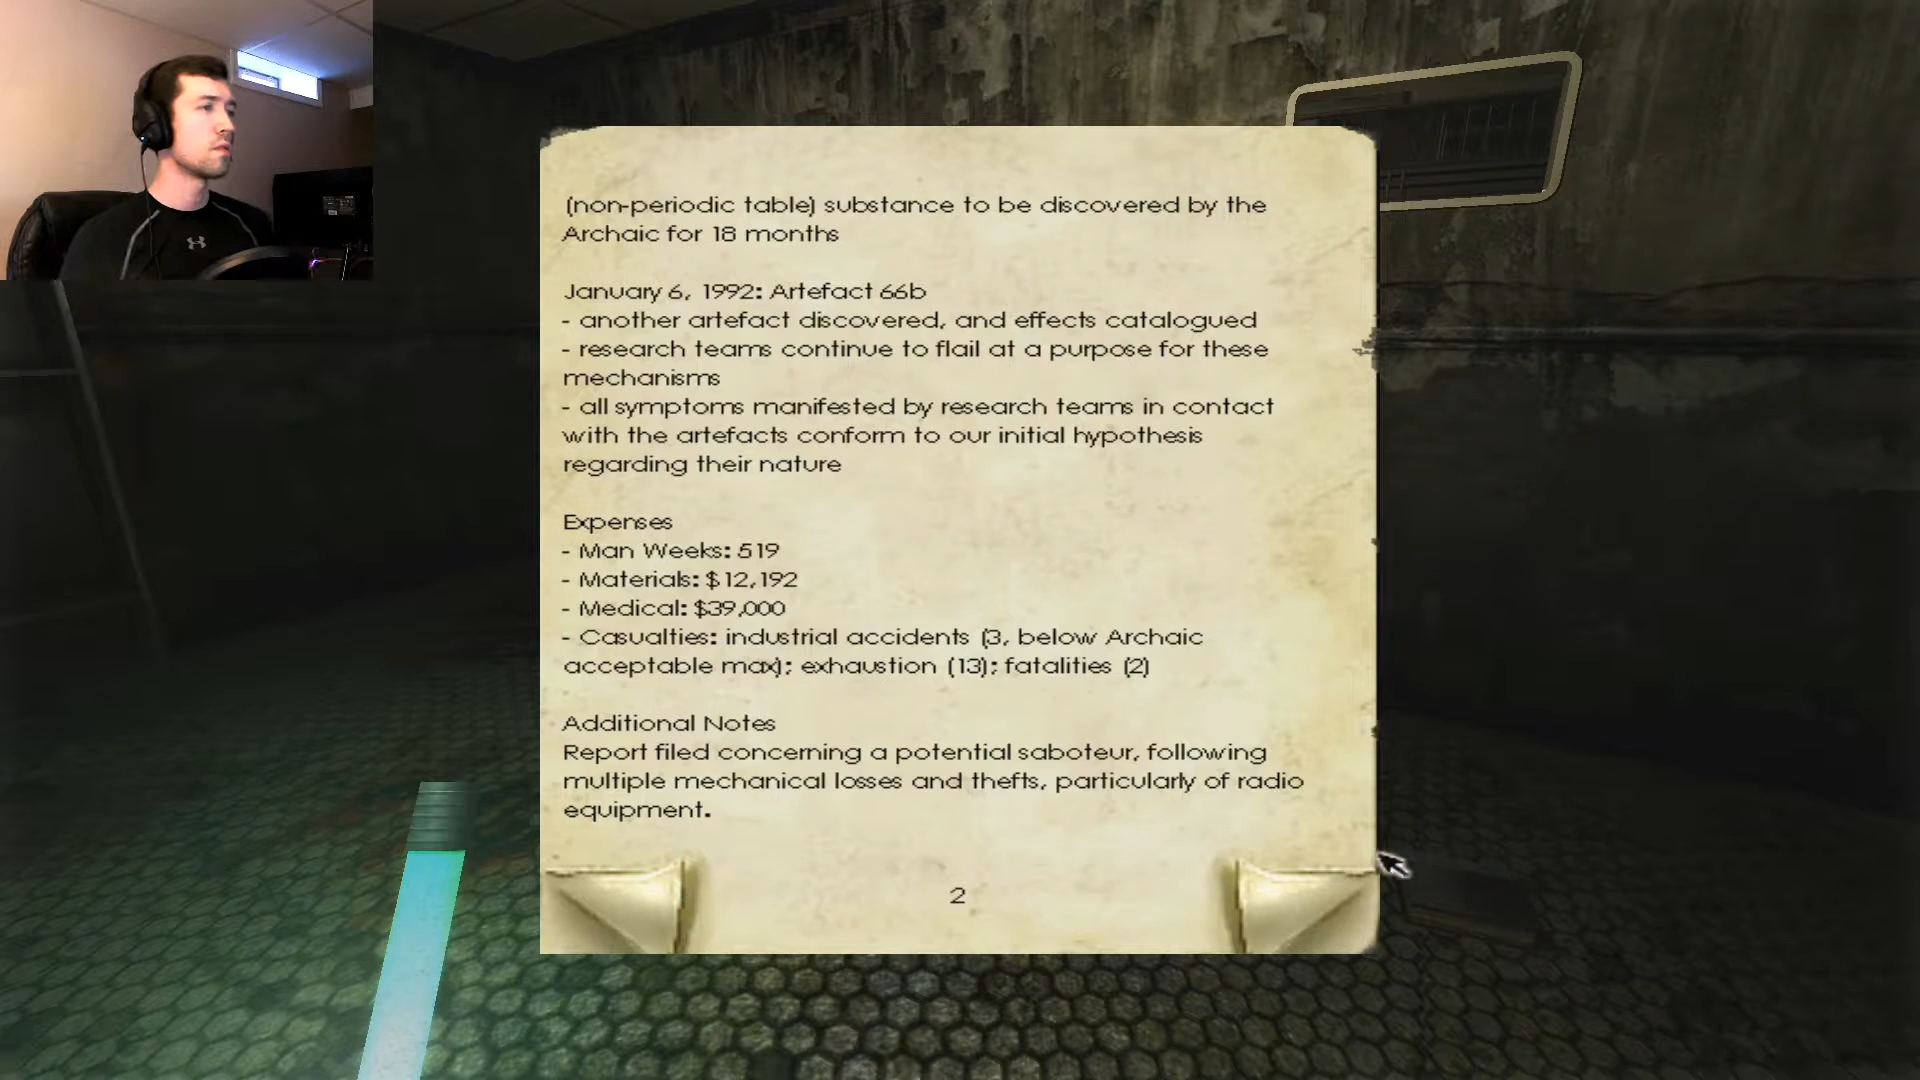 (non-periodic table) substance to be discovered by the
Archaic for 18 months
January 6, 1992: Artefact 66b
- another artefact discovered, and effects catalogued
- research teams continue to flail at a purpose for these
mechanisms
- all symptoms manifested by research teams in contact
with the artefacts conform to our initial hypothesis
regarding their nature
Expenses
- Man Weeks: 519
- Materials: $12,192
- Medical: $39,000
- Casualties: industrial accidents (3, below Archaic
acceptable max); exhaustion (13); fatalities (2)
Additional Notes
Report filed concerning a potential saboteur, following
multiple mechanical losses and thefts, particularly of radio
equipment.
2